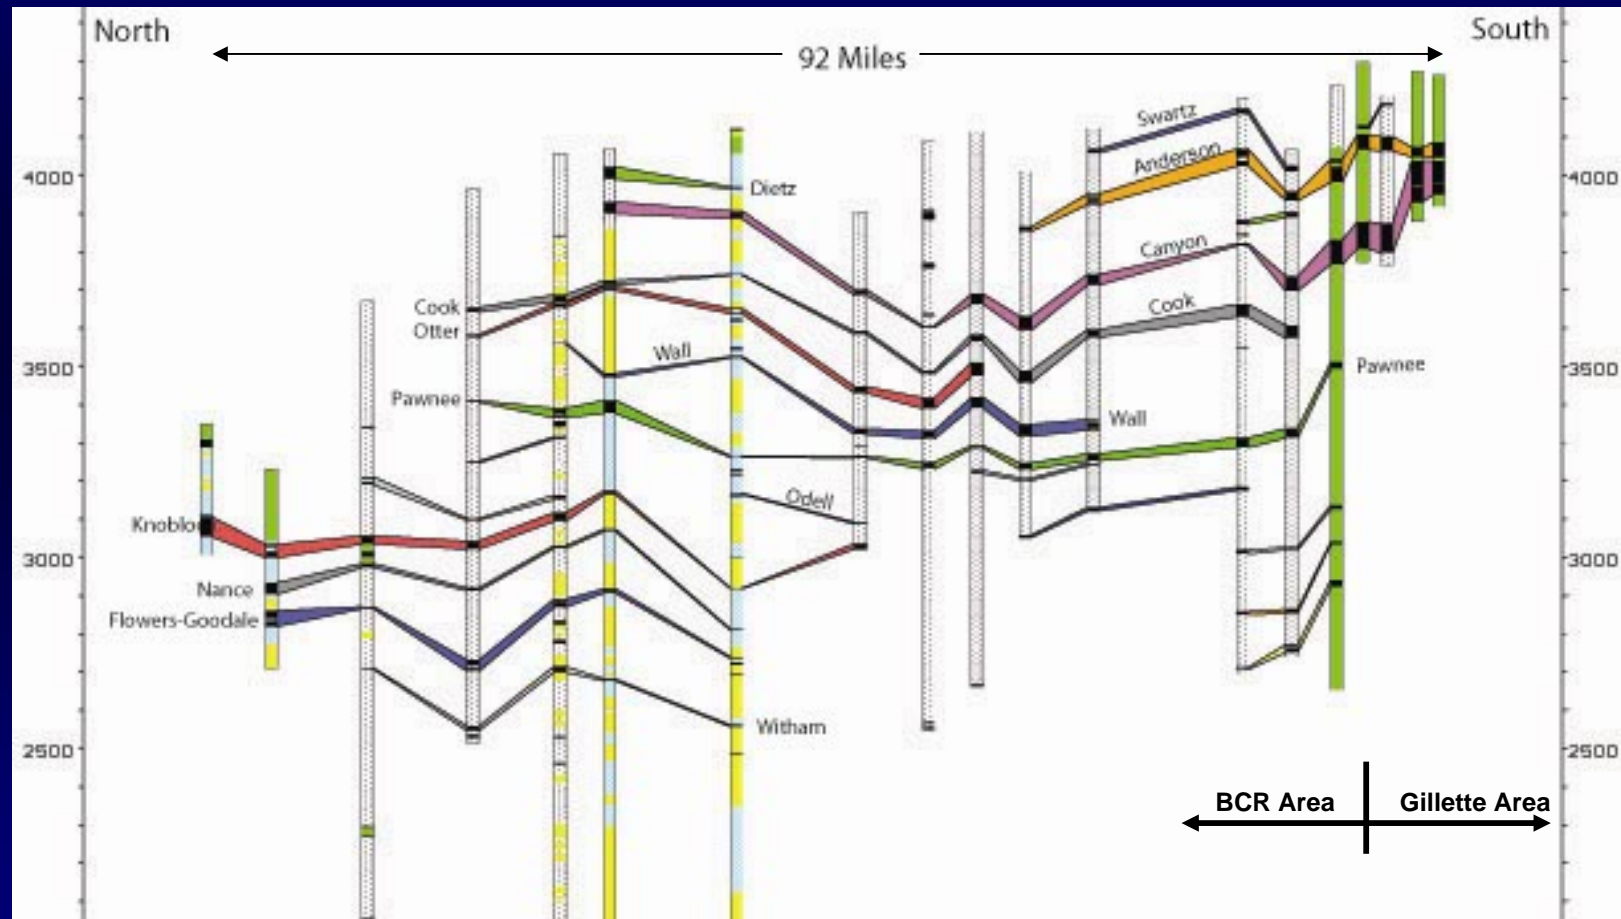 North
South
92 Miles
Swartz
Anderson
4000
4000
Dietz
Canyon
Cook
Cook
Otter
Wall
3500
3500
Pawnee
Pawnee
Wall
Odell
Knoblo
3000
3000
Nance
Flowers-Goodale
Witham
2500
2500
BCR Area
Gillette Area